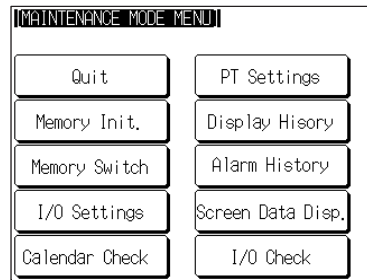 [MAINTENANCE MODE MENU]
Quit
PT Settings
Memory Init.
Display Hisory
Memory Switch
Alarm History
I/O Settings
Screen Data Disp.
Calendar Check
I/O Check